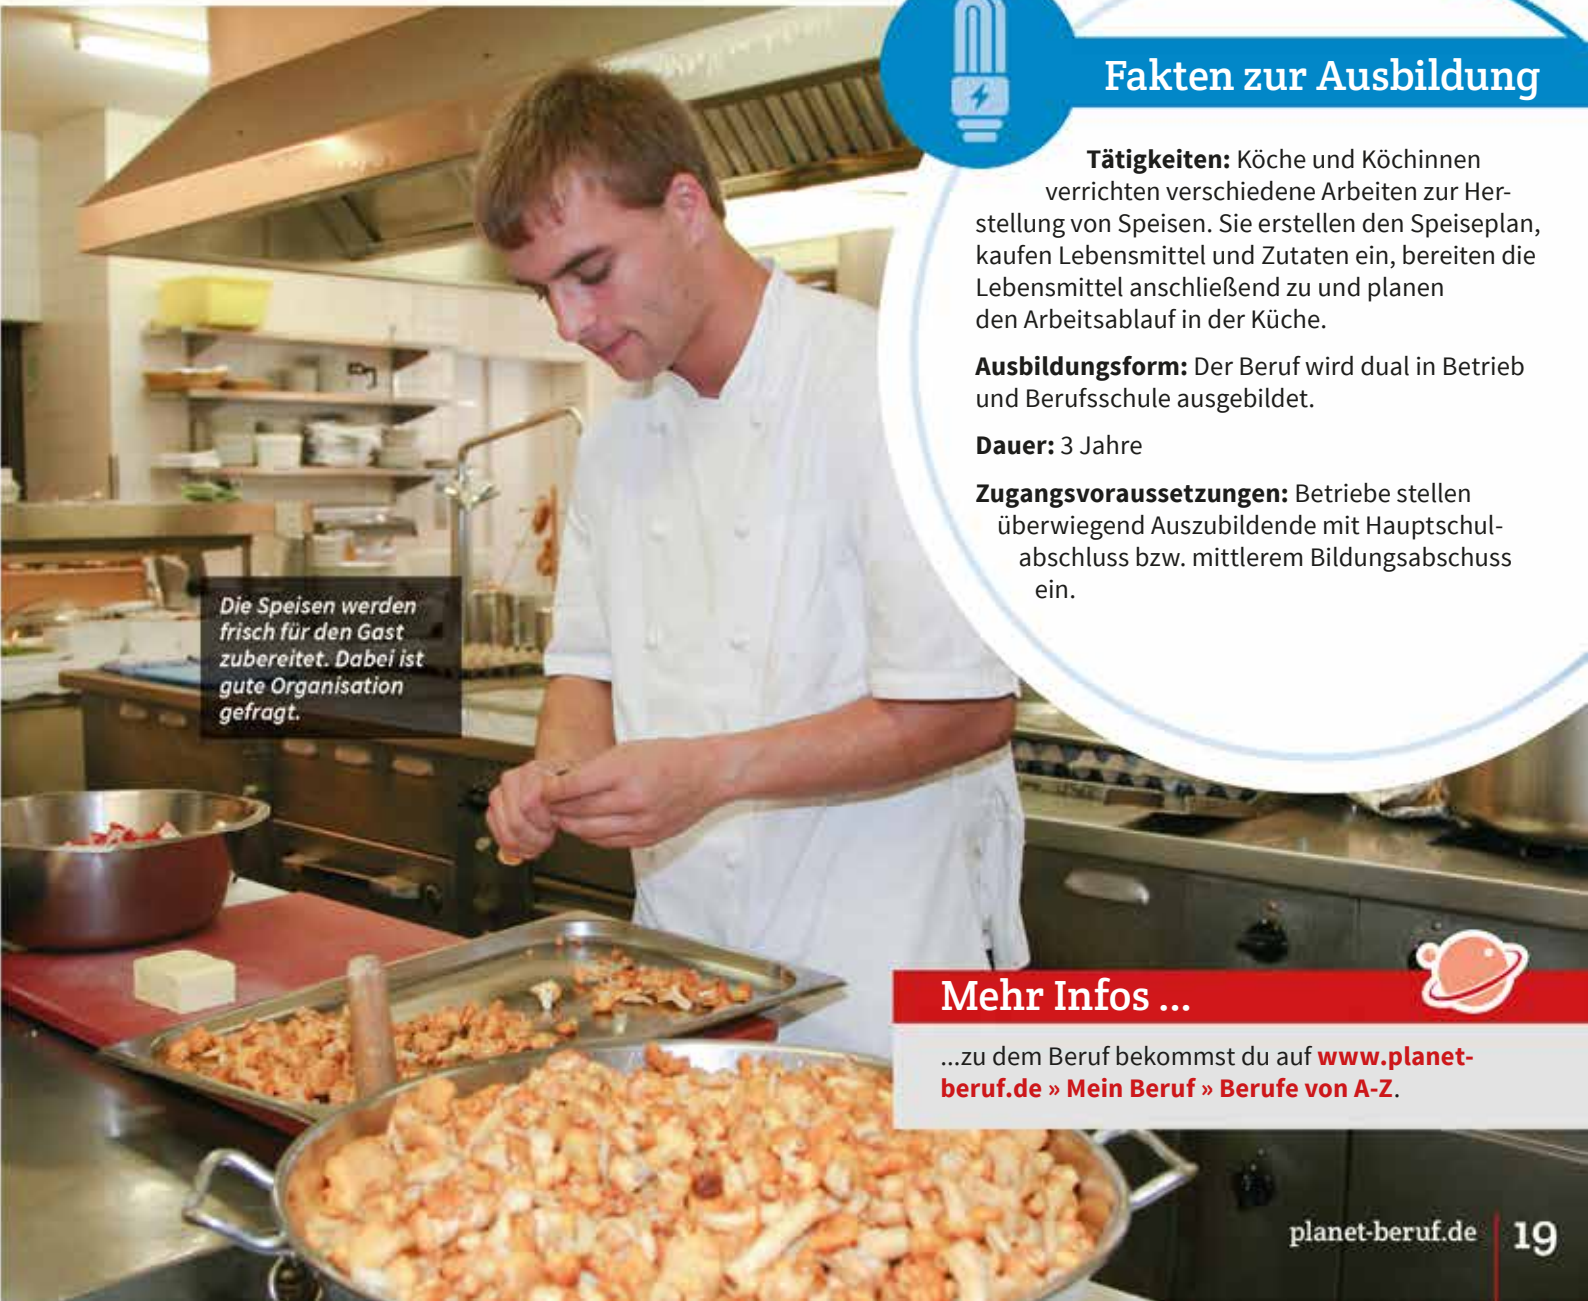 Fakten zur Ausbildung
Tätigkeiten: Köche und Köchinnen
verrichten verschiedene Arbeiten zur Her-
stellung von Speisen. Sie erstellen den Speiseplan,
kaufen Lebensmittel und Zutaten ein, bereiten die
Lebensmittel anschließend zu und planen
den Arbeitsablauf in der Küche.
Ausbildungsform: Der Beruf wird dual in Betrieb
und Berufsschule ausgebildet.
Dauer: 3 Jahre
Zugangsvoraussetzungen: Betriebe stellen
überwiegend Auszubildende mit Hauptschul-
abschluss bzw. mittlerem Bildungsabschuss
ein.
Die Speisen werden
frisch für den Gast
zubereitet. Dabei ist
gute Organisation
gefragt.
Mehr Infos ...
...zu dem Beruf bekommst du auf www.planet-
beruf.de » Mein Beruf » Berufe von A-Z.
planet-beruf.de 19